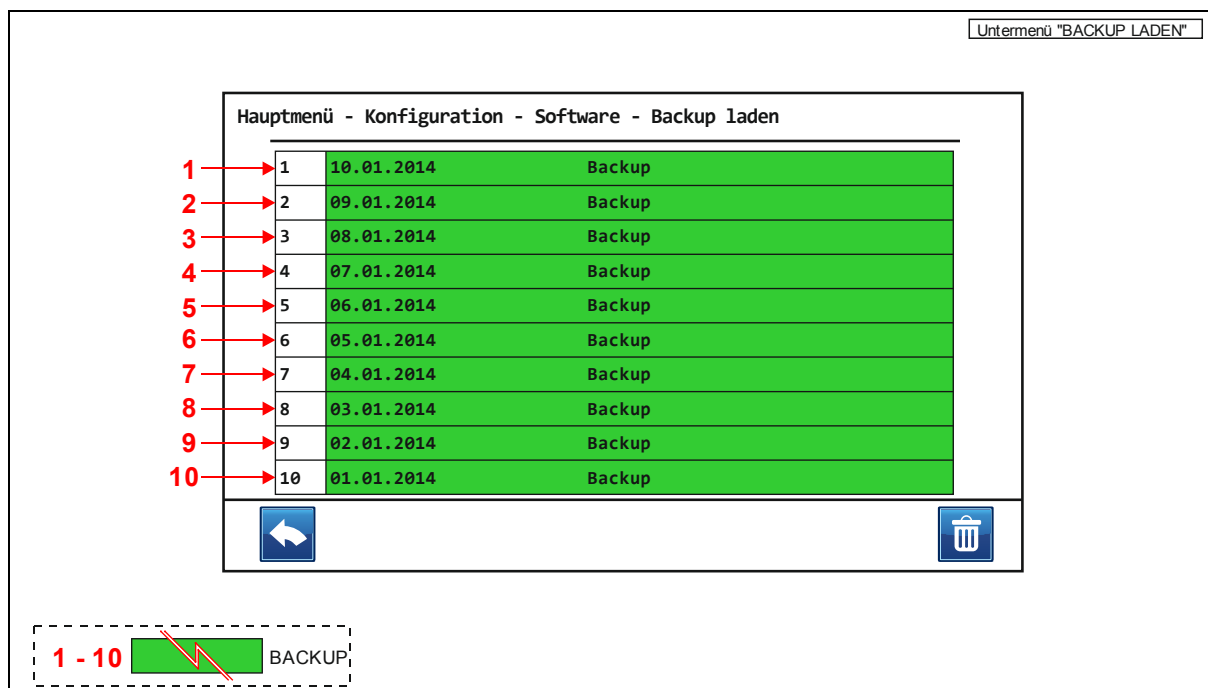 Untermenü "BACKUP LADEN"
Hauptmenü - Konfiguration - Software - Backup laden
1 1 10.01.2014 Backup
2 2 09.01.2014 Backup
3 3 08.01.2014 Backup
4 4 07.01.2014 Backup
5 5 06.01.2014 Backup
6 6 05.01.2014 Backup
7 7 04.01.2014 Backup
8 8 03.01.2014 Backup
9 9 02.01.2014 Backup
10 10 01.01.2014 Backup
1 - 10 BACKUP